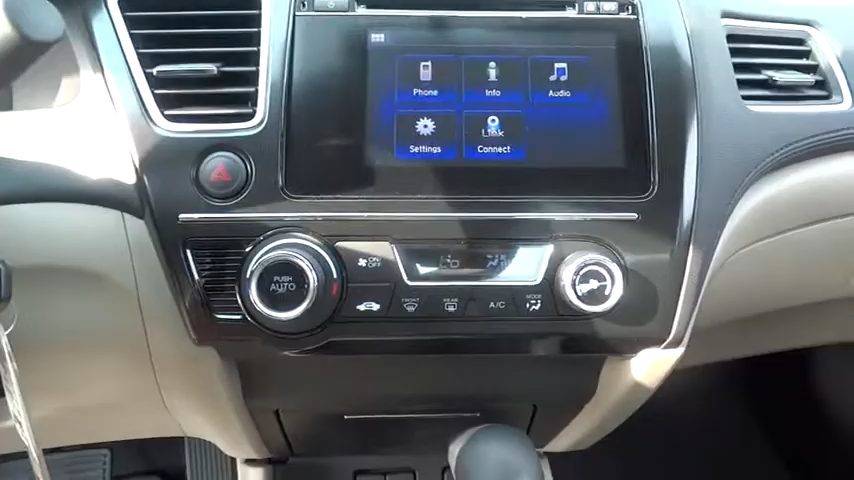 Phone Info Audio
Settings Link
Connect
PUSH
AUTO
ON
OFF
FRONT REAR A/C MODE